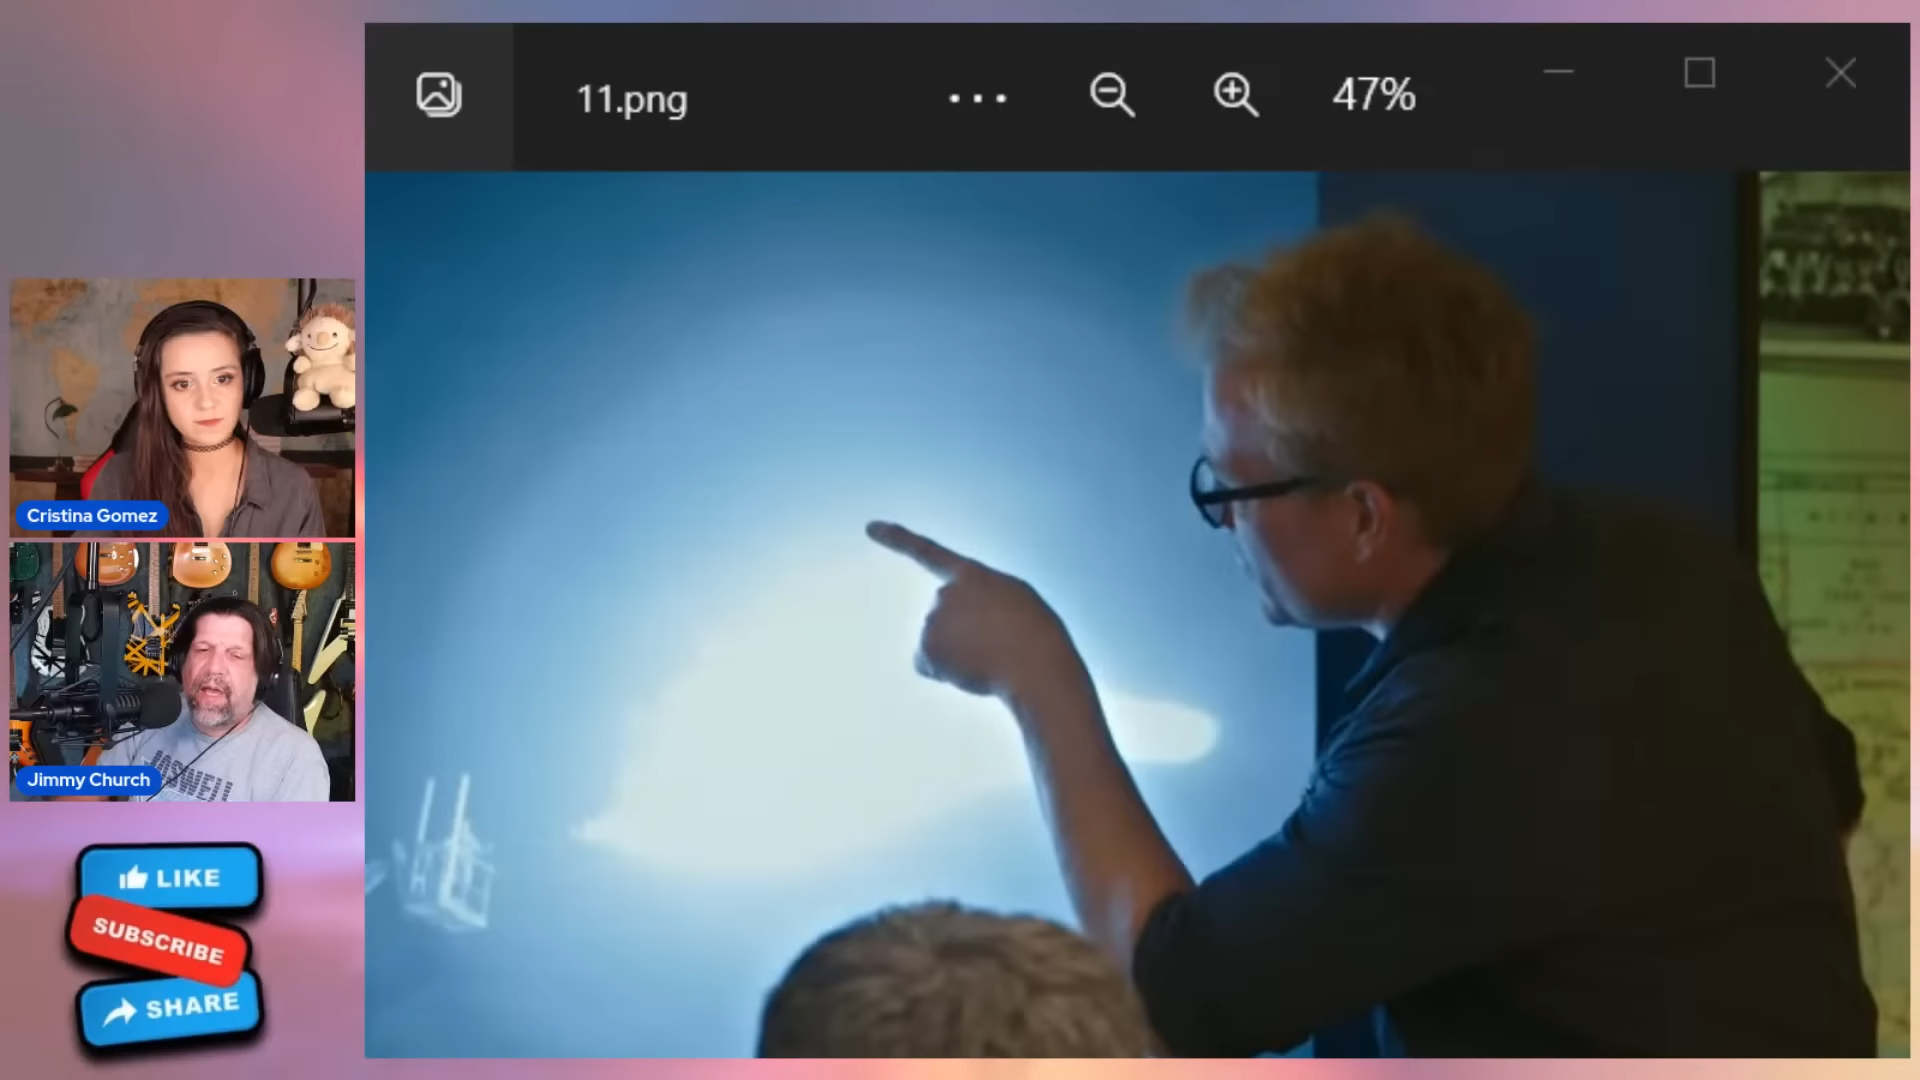 11.png
47%
Cristina Gomez
Jimmy Church
LIKE
SUBSCRIBE
SHARE